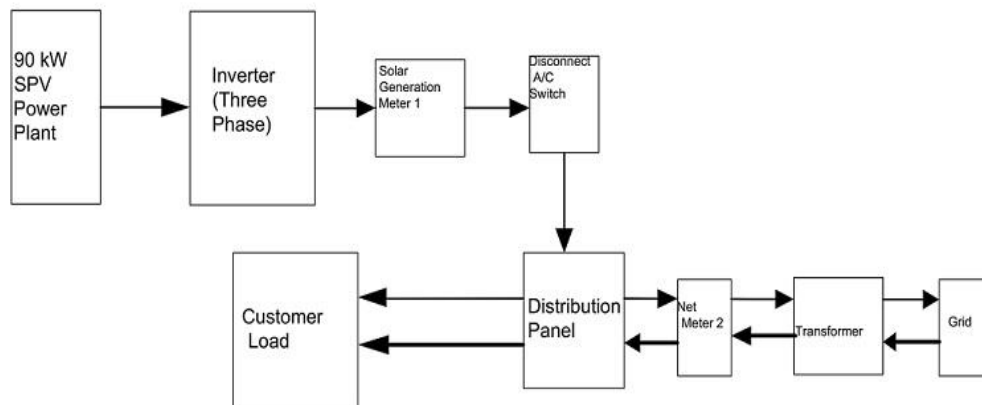 90 kW
SPV
Power
Plant
Inverter
(Three
Phase)
Solar
Generation
Meter 1
Disconnect
A/C
Switch
Customer
Load
Distribution
Panel
Net
Meter 2
Transformer
Grid